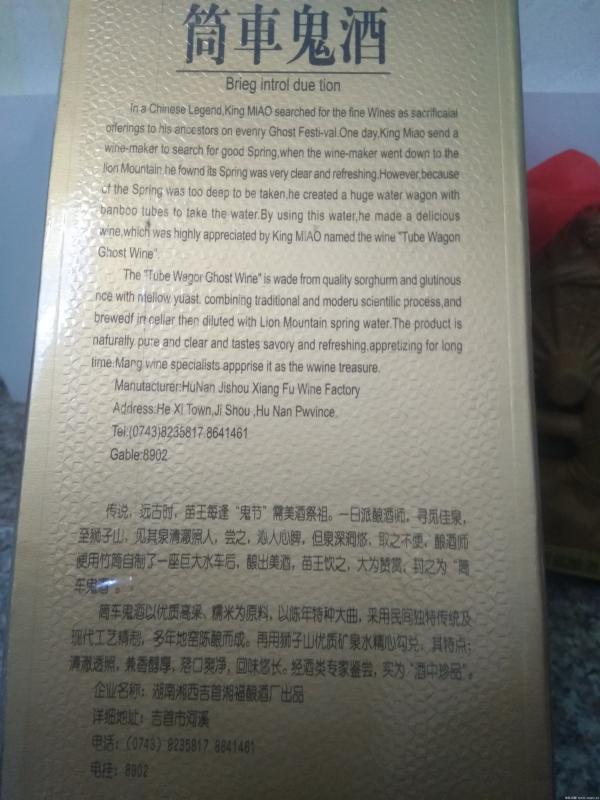 筒車鬼酒
Brieg introl due tion
In a Chinese Legend,King MIAO searched for the fine Wines as sacrificaial
offerings to his ancestors on evenry Ghost Festi-val.One day,King Miao send a
wine-maker to search for good Spring,when the wine-maker went down to the
lion Mountain,he fownd its Spring was very clear and refreshing.However,because
of the Spring was too deep to be taken,he created a huge water wagon with
banboo tubes to take the water.By using this water,he made a delicious
wine,which was highly appreciated by King MIAO named the wine "Tube Wagon
Ghost Wine".
The "Tube Wagor Ghost Wine" is wade from quality sorghurm and glutinous
nce with mellow yuast. combining traditional and moderu scientific process,and
brewedf in cellar then diluted with Lion Mountain spring water.The product is
naturally pure and clear and tastes savory and refreshing,appretizing for long
time.Mang wine specialists appprise it as the wwine treasure.
Manutacturer:HuNan Jishou Xiang Fu Wine Factory
Address:He Xi Town,Ji Shou ,Hu Nan Pwvince
Tel:(0743)8235817 8641461
Gable:8902
传说，远古时，苗王每逢“鬼节”需美酒祭祖。一日派酿酒师，寻觅佳泉，
至狮子山，见其泉清澈照人，尝之，沁人心脾，但泉深涧悠，取之不便，酿酒师
便用竹筒自制了一座巨大水车后，酿出美酒，苗王饮之，大为赞赏，封之为“筒
车鬼酒”。
筒车鬼酒以优质高粱、糯米为原料，以陈年特种大曲，采用民间独特传统及
现代工艺精制，多年地窖陈酿而成。再用狮子山优质矿泉水精心勾兑，其特点：
清澈透照，兼香醇厚，落口爽净，回味悠长。经酒类专家鉴尝，实为“酒中珍品”。
企业名称：湖南湘西吉首湘福酿酒厂出品
详细地址：吉首市河溪
电话：（0743）8235817 8641461
电挂：8902